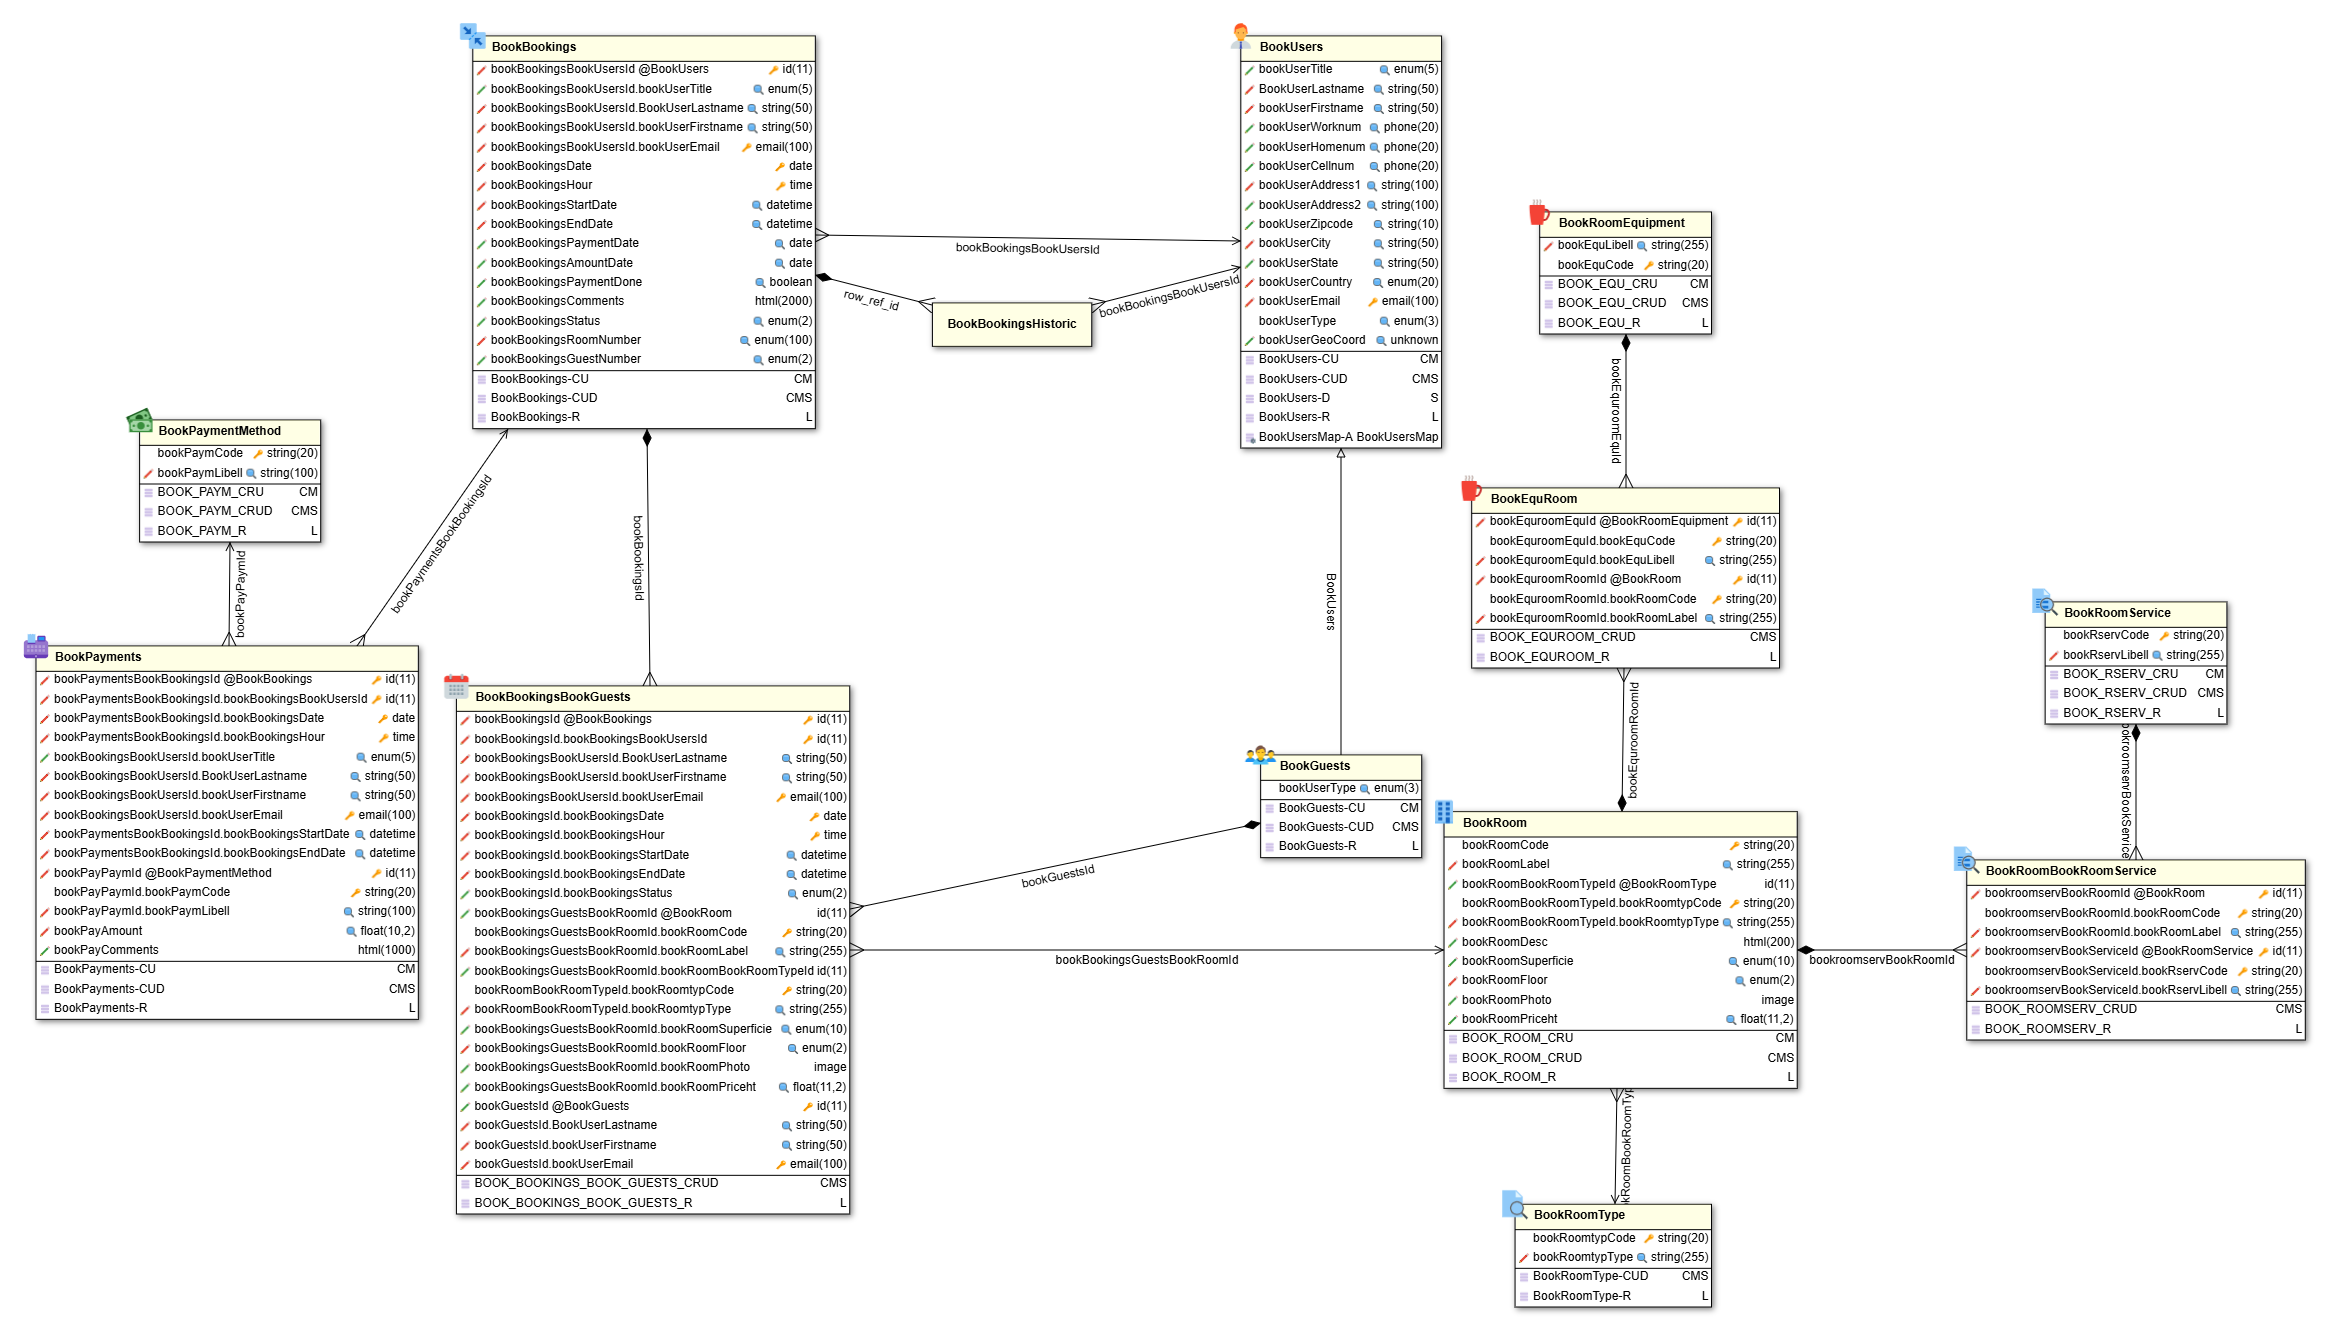 BookBookings
bookBookingsBookUsersId @BookUsers id(11)
bookBookingsBookUsersId.bookUserTitle enum(5)
bookBookingsBookUsersId.BookUserLastname string(50)
bookBookingsBookUsersId.bookUserFirstname string(50)
bookBookingsBookUsersId.bookUserEmail email(100)
bookBookingsDate date
bookBookingsHour time
bookBookingsStartDate datetime
bookBookingsEndDate datetime
bookBookingsPaymentDate date
bookBookingsAmountDate date
bookBookingsPaymentDone boolean
bookBookingsComments html(2000)
bookBookingsStatus enum(2)
bookBookingsRoomNumber enum(100)
bookBookingsGuestNumber enum(2)
BookBookings-CU CM
BookBookings-CUD CMS
BookBookings-R L
BookUsers
bookUserTitle enum(5)
BookUserLastname string(50)
bookUserFirstname string(50)
bookUserWorknum phone(20)
bookUserHomenum phone(20)
bookUserCellnum phone(20)
bookUserAddress1 string(100)
bookUserAddress2 string(100)
bookUserZipcode string(10)
bookUserCity string(50)
bookUserState string(50)
bookUserCountry enum(20)
bookUserEmail email(100)
bookUserType enum(3)
bookUserGeoCoord unknown
BookUsers-CU CM
BookUsers-CUD CMS
BookUsers-D S
BookUsers-R L
BookUsersMap-A BookUsersMap
bookBookingsBookUsersId
row_ref_id
bookBookingsBookUsersId
BookBookingsHistoric
BookRoomEquipment
bookEquLibell string(255)
bookEquCode string(20)
BOOK_EQU_CRU CM
BOOK_EQU_CRUD CMS
BOOK_EQU_R L
bookEquroomEquId
BookPaymentMethod
bookPaymCode string(20)
bookPaymLibell string(100)
BOOK_PAYM_CRU CM
BOOK_PAYM_CRUD CMS
BOOK_PAYM_R L
bookPayPaymId
bookPaymentsBookBookingsId
bookBookingsId
BookUsers
BookEquRoom
bookEquroomEquId @BookRoomEquipment id(11)
bookEquroomEquId.bookEquCode string(20)
bookEquroomEquId.bookEquLibell string(255)
bookEquroomRoomId @BookRoom id(11)
bookEquroomRoomId.bookRoomCode string(20)
bookEquroomRoomId.bookRoomLabel string(255)
BOOK_EQUROOM_CRUD CMS
BOOK_EQUROOM_R L
bookEquroomRoomId
BookRoomService
bookRservCode string(20)
bookRservLibell string(255)
BOOK_RSERV_CRU CM
BOOK_RSERV_CRUD CMS
BOOK_RSERV_R L
BookPayments
bookPaymentsBookBookingsId @BookBookings id(11)
bookPaymentsBookBookingsId.bookBookingsBookUsersId id(11)
bookPaymentsBookBookingsId.bookBookingsDate date
bookPaymentsBookBookingsId.bookBookingsHour time
bookBookingsBookUsersId.bookUserTitle enum(5)
bookBookingsBookUsersId.BookUserLastname string(50)
bookBookingsBookUsersId.bookUserFirstname string(50)
bookBookingsBookUsersId.bookUserEmail email(100)
bookPaymentsBookBookingsId.bookBookingsStartDate datetime
bookPaymentsBookBookingsId.bookBookingsEndDate datetime
bookPayPaymId @BookPaymentMethod id(11)
bookPayPaymId.bookPaymCode string(20)
bookPayPaymId.bookPaymLibell string(100)
bookPayAmount float(10,2)
bookPayComments html(1000)
BookPayments-CU CM
BookPayments-CUD CMS
BookPayments-R L
BookBookingsBookGuests
bookBookingsId @BookBookings id(11)
bookBookingsId.bookBookingsBookUsersId id(11)
bookBookingsBookUsersId.BookUserLastname string(50)
bookBookingsBookUsersId.bookUserFirstname string(50)
bookBookingsBookUsersId.bookUserEmail email(100)
bookBookingsId.bookBookingsDate date
bookBookingsId.bookBookingsHour time
bookBookingsId.bookBookingsStartDate datetime
bookBookingsId.bookBookingsEndDate datetime
bookBookingsId.bookBookingsStatus enum(2)
bookBookingsGuestsBookRoomId @BookRoom id(11)
bookBookingsGuestsBookRoomId.bookRoomCode string(20)
bookBookingsGuestsBookRoomId.bookRoomLabel string(255)
bookBookingsGuestsBookRoomId.bookRoomBookRoomTypeId id(11)
bookRoomBookRoomTypeId.bookRoomtypCode string(20)
bookRoomBookRoomTypeId.bookRoomtypType string(255)
bookBookingsGuestsBookRoomId.bookRoomSuperficie enum(10)
bookBookingsGuestsBookRoomId.bookRoomFloor enum(2)
bookBookingsGuestsBookRoomId.bookRoomPhoto image
bookBookingsGuestsBookRoomId.bookRoomPriceht float(11,2)
bookGuestsId @BookGuests id(11)
bookGuestsId.BookUserLastname string(50)
bookGuestsId.bookUserFirstname string(50)
bookGuestsId.bookUserEmail email(100)
BOOK_BOOKINGS_BOOK_GUESTS_CRUD CMS
BOOK_BOOKINGS_BOOK_GUESTS_R L
BookGuests
bookUserType enum(3)
BookGuests-CU CM
BookGuests-CUD CMS
BookGuests-R L
bookGuestsId
bookBookingsGuestsBookRoomId
BookRoom
bookRoomCode string(20)
bookRoomLabel string(255)
bookRoomBookRoomTypeId @BookRoomType id(11)
bookRoomBookRoomTypeId.bookRoomtypCode string(20)
bookRoomBookRoomTypeId.bookRoomtypType string(255)
bookRoomDesc html(200)
bookRoomSuperficie enum(10)
bookRoomFloor enum(2)
bookRoomPhoto image
bookRoomPriceht float(11,2)
BOOK_ROOM_CRU CM
BOOK_ROOM_CRUD CMS
BOOK_ROOM_R L
bookroomservBookRoomId
ookroomservBookService
BookRoomBookRoomService
bookroomservBookRoomId @BookRoom id(11)
bookroomservBookRoomId.bookRoomCode string(20)
bookroomservBookRoomId.bookRoomLabel string(255)
bookroomservBookServiceId @BookRoomService id(11)
bookroomservBookServiceId.bookRservCode string(20)
bookroomservBookServiceId.bookRservLibell string(255)
BOOK_ROOMSERV_CRUD CMS
BOOK_ROOMSERV_R L
kRoomBookRoomTyp
BookRoomType
bookRoomtypCode string(20)
bookRoomtypType string(255)
BookRoomType-CUD CMS
BookRoomType-R L